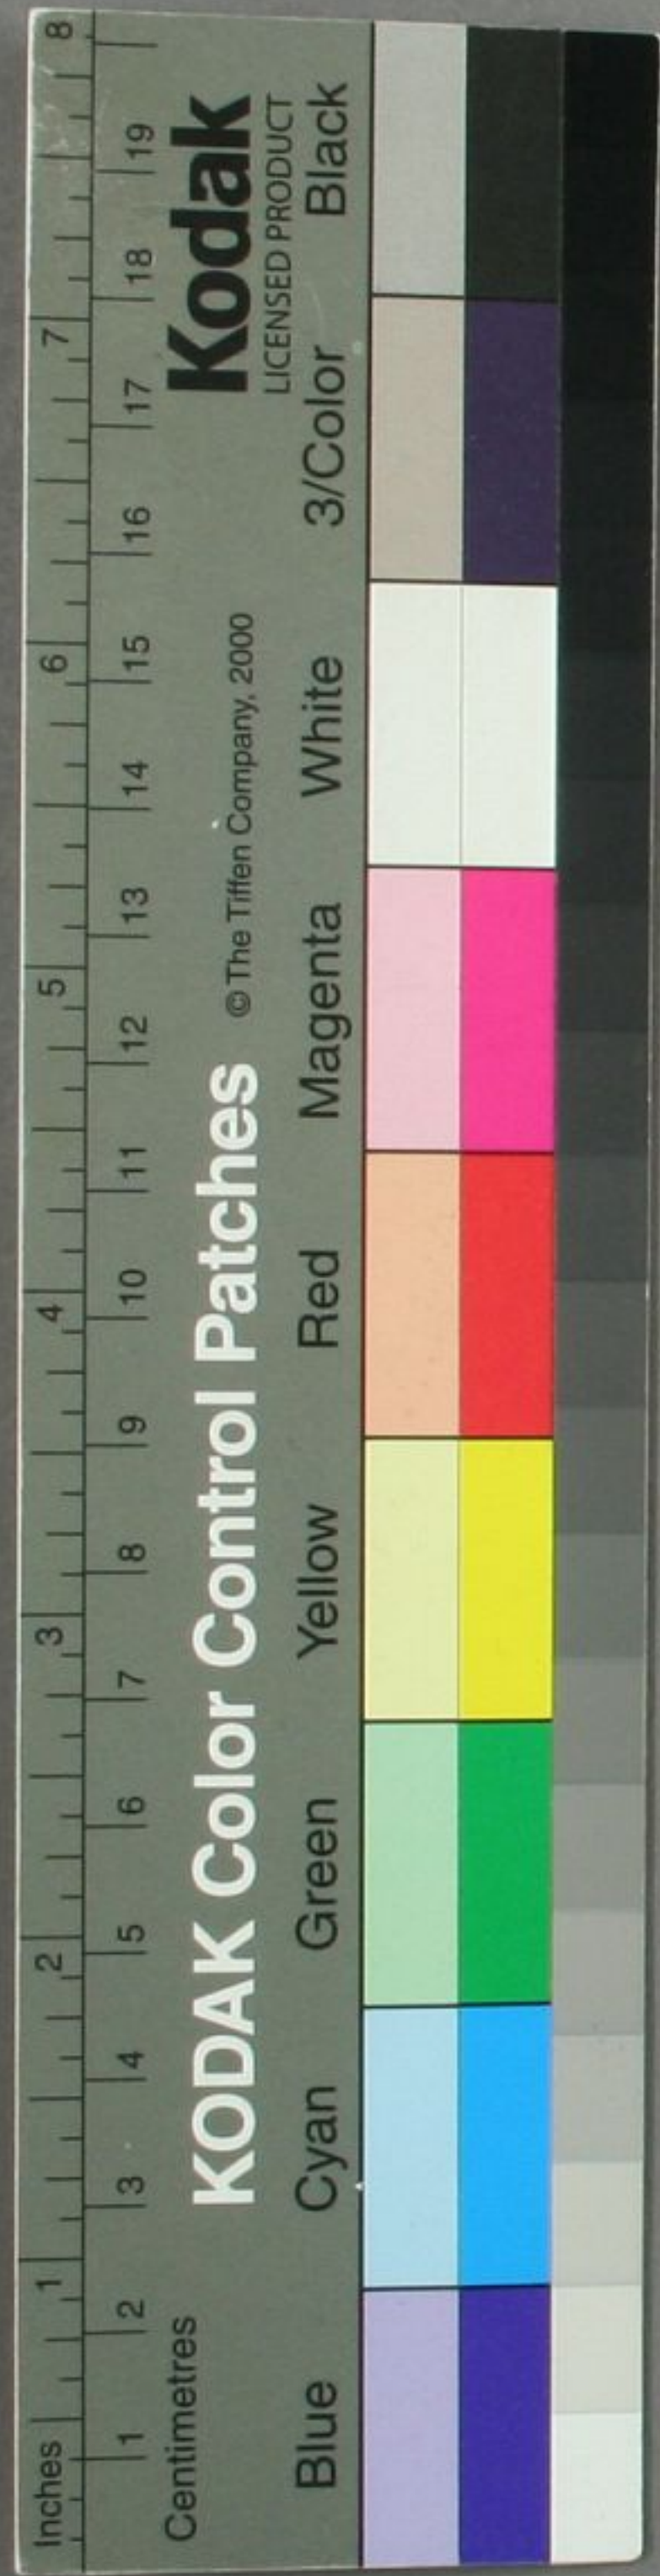 Inches 1 2 3 4 5 6 7 8
1 2 3 4 5 6 7 8 9 10 11 12 13 14 15 16 17 18 19
Centimetres
KODAK Color Control Patches
© The Tiffen Company, 2000
Kodak
LICENSED PRODUCT
Blue Cyan Green Yellow Red Magenta White 3/Color Black